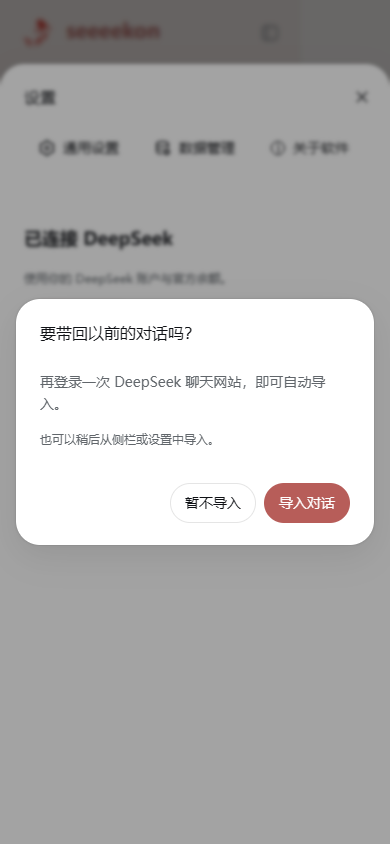 seeeekon
设置
通用设置
数据管理
关于软件
已连接 DeepSeek
使用你的 DeepSeek 账户与官方余额。
要带回以前的对话吗？
再登录一次 DeepSeek 聊天网站，即可自动导
入。
也可以稍后从侧栏或设置中导入。
暂不导入
导入对话